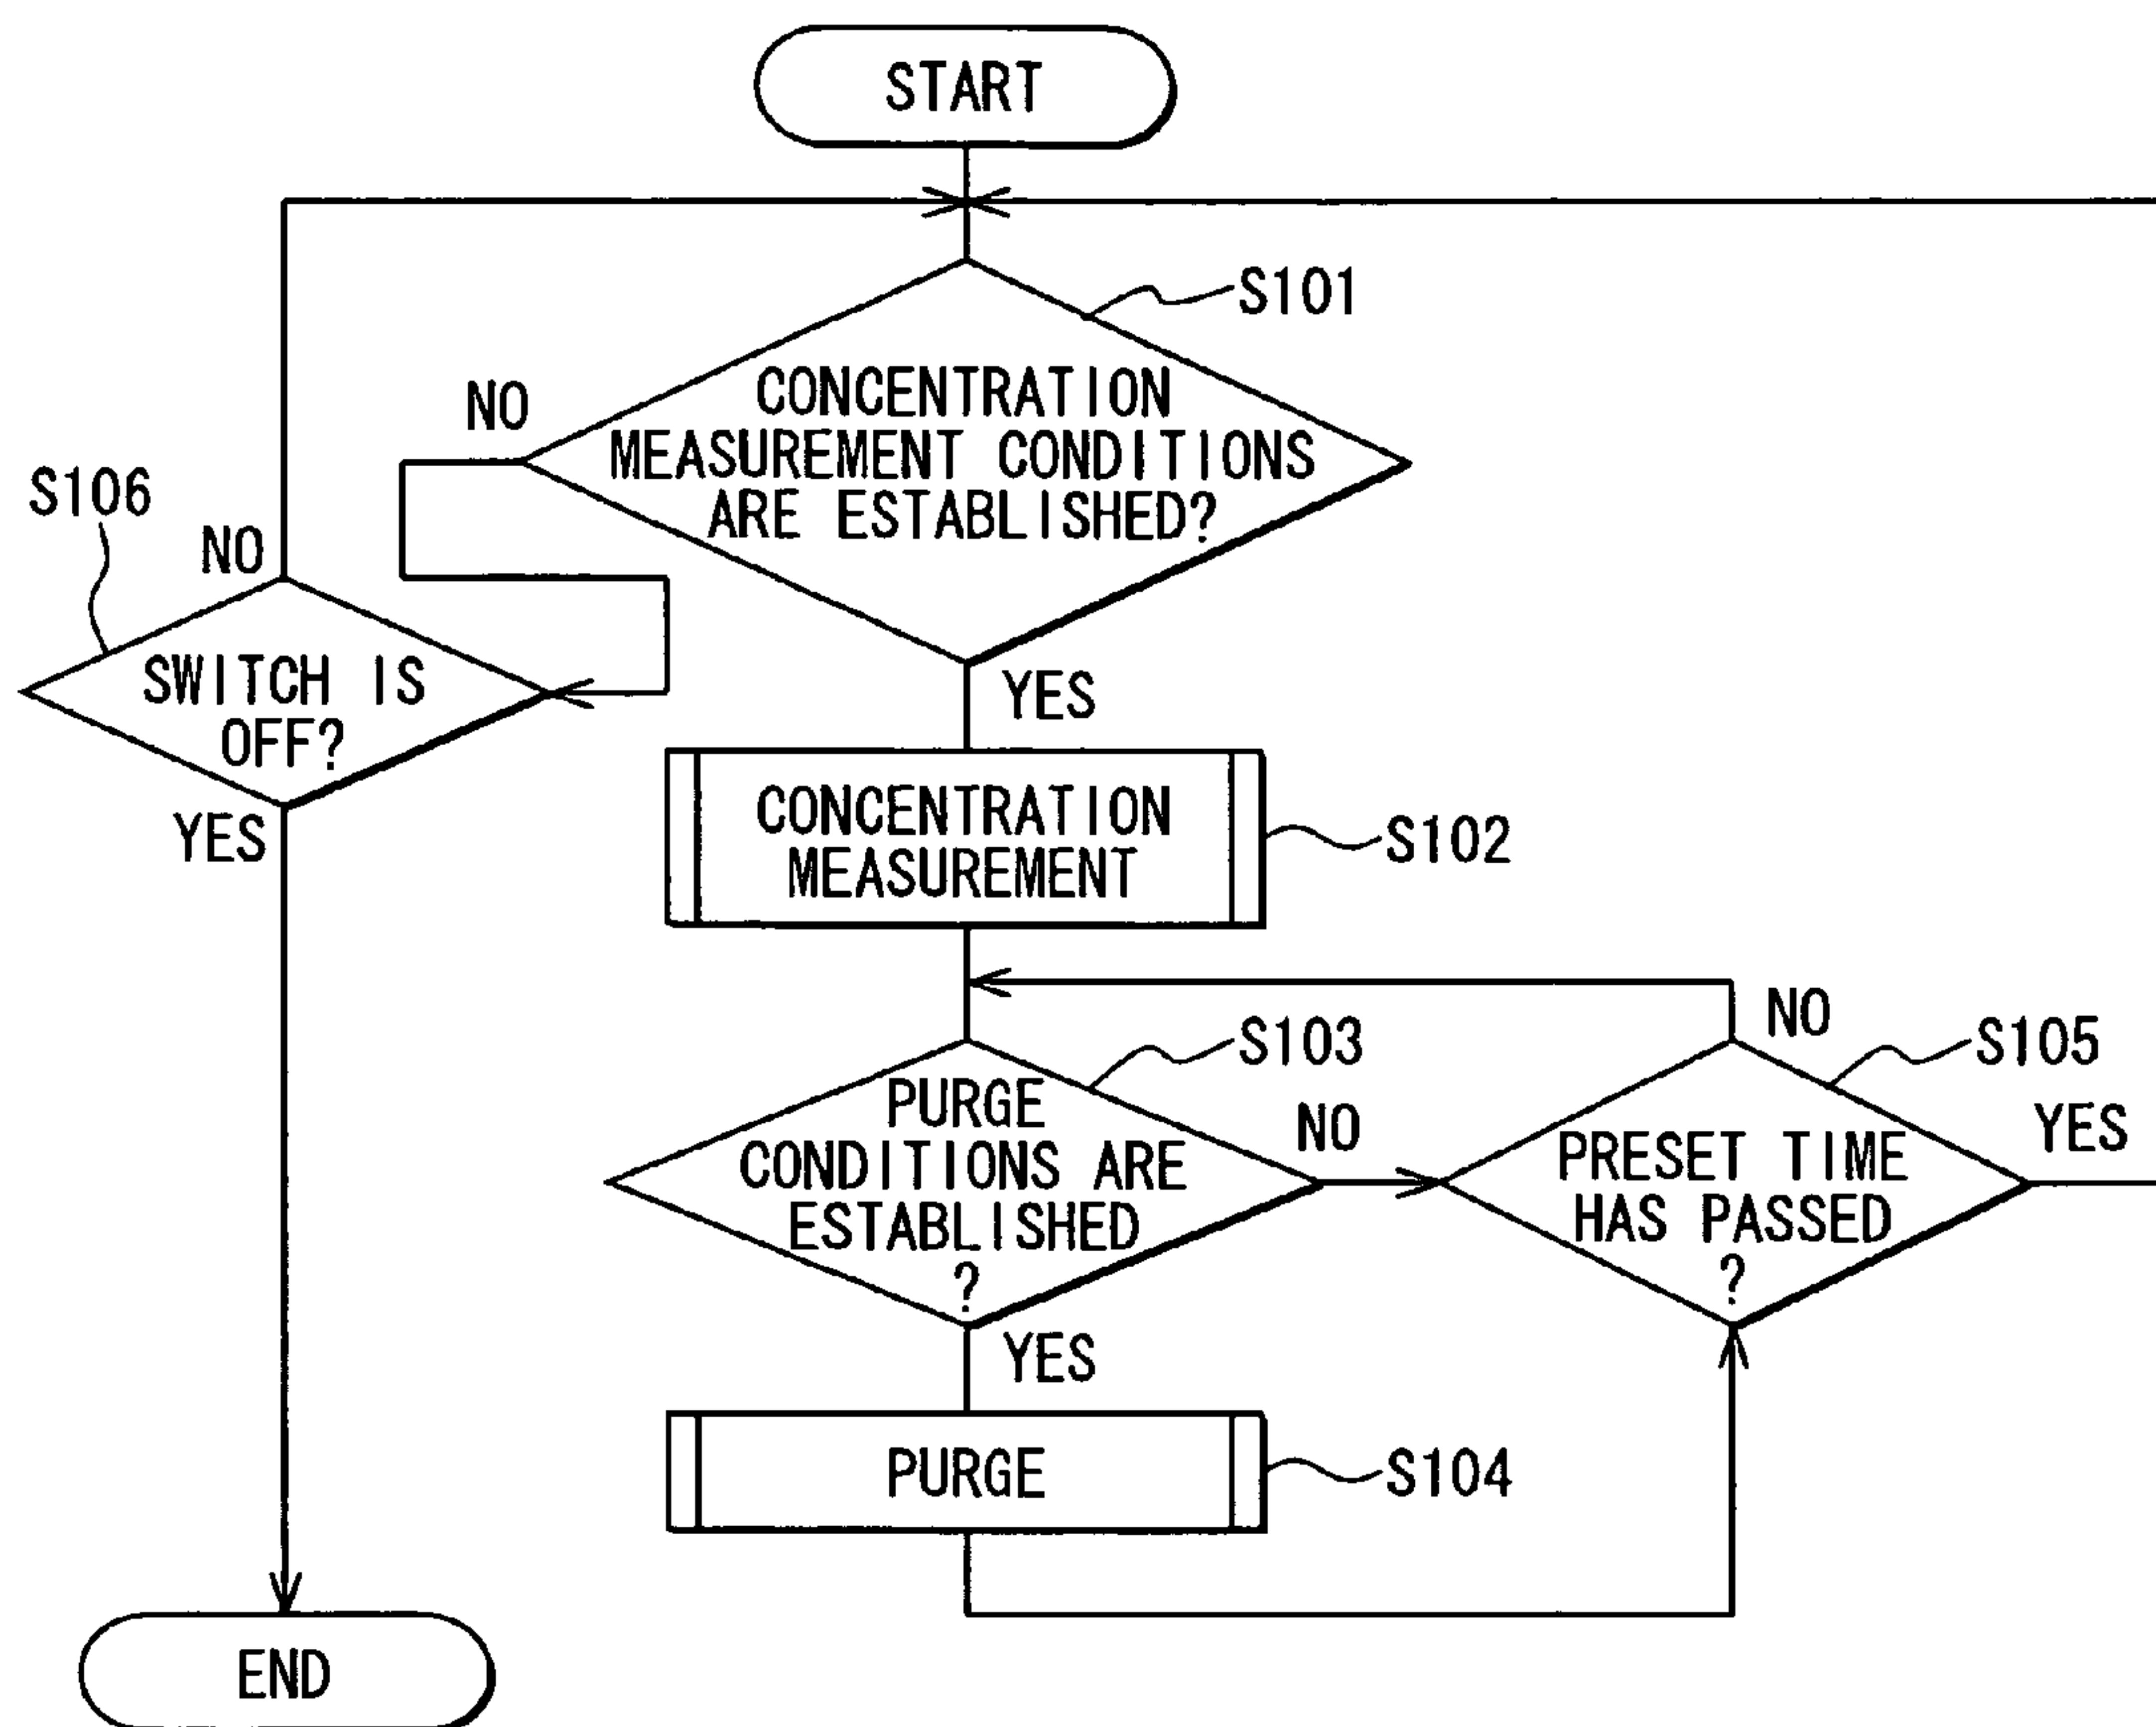 START
S101
CONCENTRATION
MEASUREMENT CONDITIONS
ARE ESTABLISHED?
NO
S106
NO
SWITCH IS
OFF?
YES
YES
CONCENTRATION
MEASUREMENT
S102
NO
S103
S105
PURGE
CONDITIONS ARE
ESTABLISHED
?
NO
YES
PRESET TIME
HAS PASSED
?
YES
PURGE
S104
END